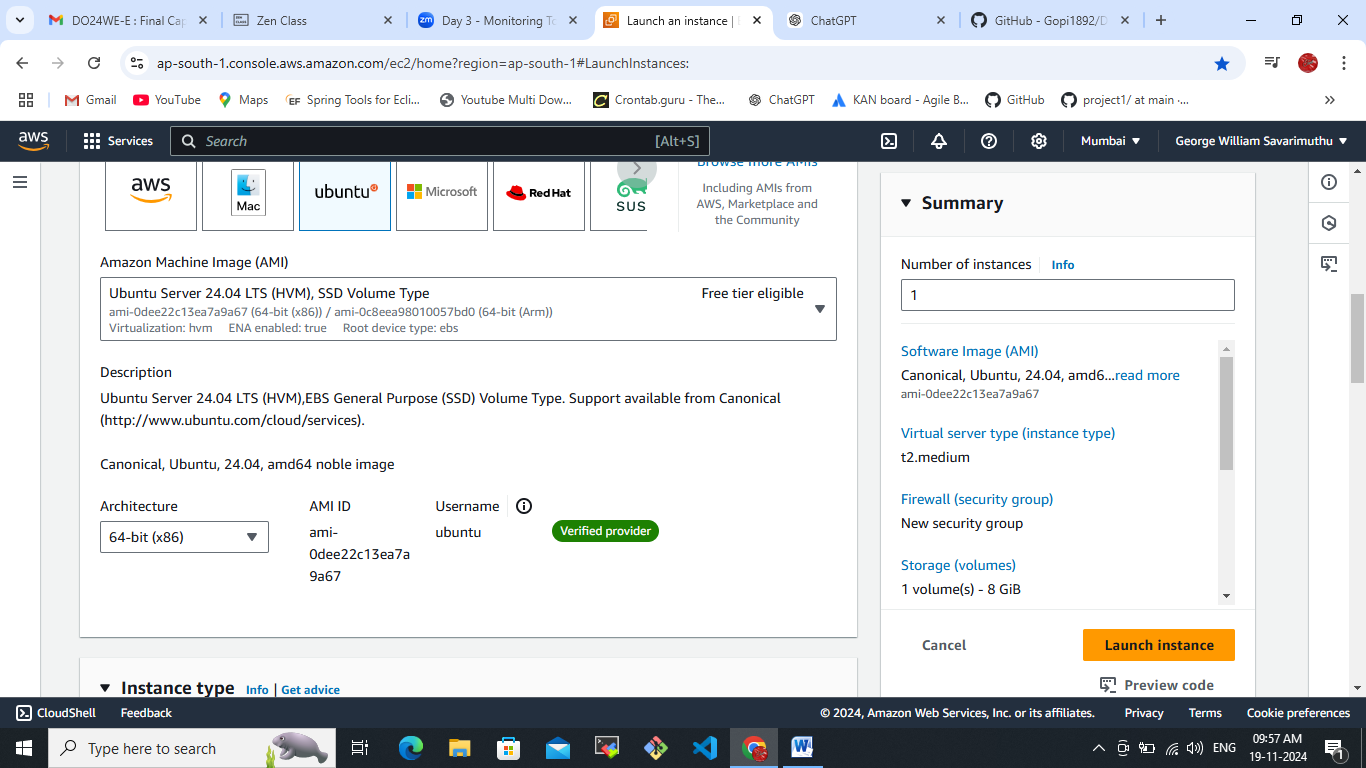 DO24WE-E : Final Cap
Zen Class
Day 3 - Monitoring To
Launch an instance | E
ChatGPT
GitHub - Gopi1892/D
ap-south-1.console.aws.amazon.com/ec2/home?region=ap-south-1#LaunchInstances:
Gmail
YouTube
Maps
Spring Tools for Ecli...
Youtube Multi Dow...
Crontab.guru - The...
ChatGPT
KAN board - Agile B...
GitHub
project1/ at main ·...
aws
Services
Search
[Alt+S]
Mumbai
George William Savarimuthu
aws
Mac
ubuntu
Microsoft
Red Hat
SUS
Browse more AMIs
Including AMIs from
AWS, Marketplace and
the Community
Amazon Machine Image (AMI)
Ubuntu Server 24.04 LTS (HVM), SSD Volume Type
Free tier eligible
ami-0dee22c13ea7a9a67 (64-bit (x86)) / ami-0c8eea98010057bd0 (64-bit (Arm))
Virtualization: hvm ENA enabled: true Root device type: ebs
Description
Ubuntu Server 24.04 LTS (HVM),EBS General Purpose (SSD) Volume Type. Support available from Canonical
(http://www.ubuntu.com/cloud/services).
Canonical, Ubuntu, 24.04, amd64 noble image
Architecture
64-bit (x86)
AMI ID
ami-
0dee22c13ea7a
9a67
Username
ubuntu
Verified provider
Instance type
Info | Get advice
Summary
Number of instances
Info
1
Software Image (AMI)
Canonical, Ubuntu, 24.04, amd6...read more
ami-0dee22c13ea7a9a67
Virtual server type (instance type)
t2.medium
Firewall (security group)
New security group
Storage (volumes)
1 volume(s) - 8 GiB
Cancel
Launch instance
Preview code
CloudShell
Feedback
© 2024, Amazon Web Services, Inc. or its affiliates.
Privacy
Terms
Cookie preferences
Type here to search
ENG
09:57 AM
19-11-2024
1